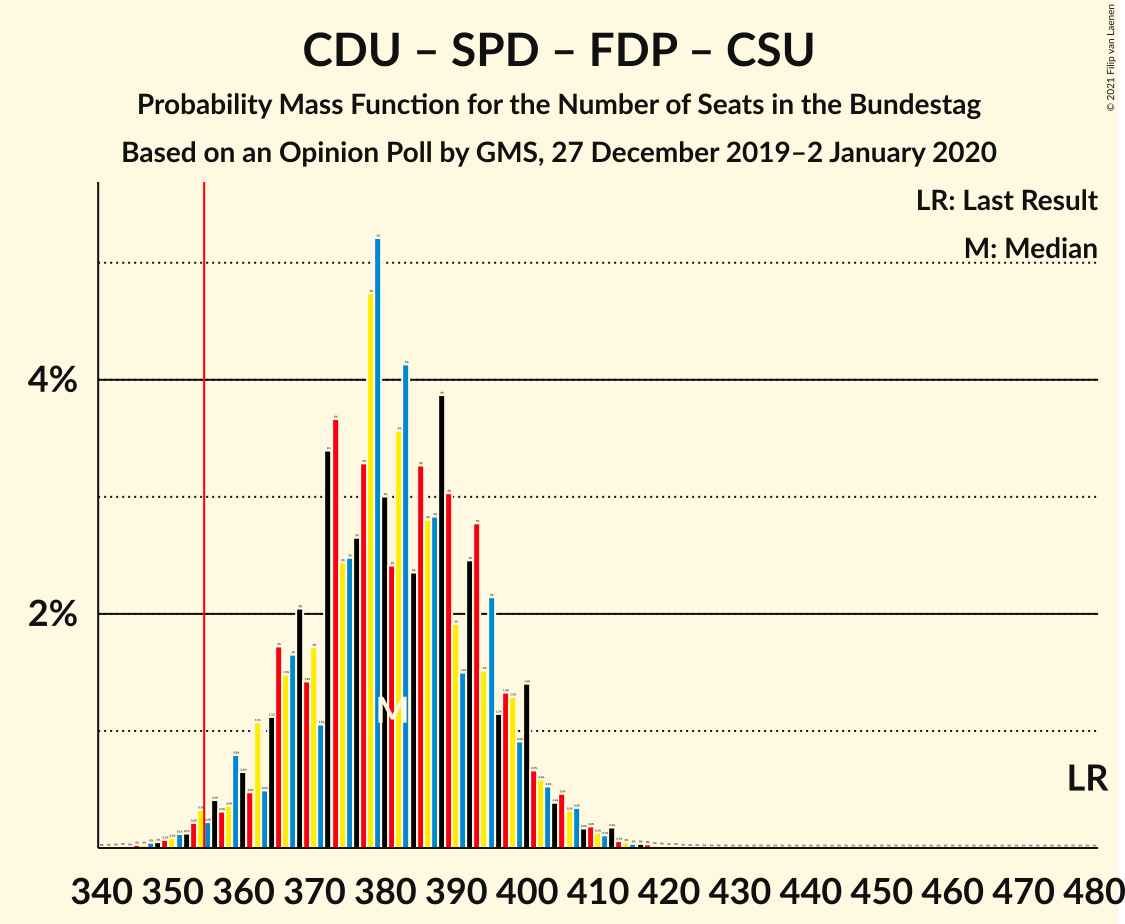 CDU – SPD – FDP – CSU
Probability Mass Function for the Number of Seats in the Bundestag
Based on an Opinion Poll by GMS, 27 December 2019–2 January 2020
© 2021 Filip van Laenen
LR: Last Result
M: Median
4%
2%
M
LR
340 350 360 370 380 390 400 410 420 430 440 450 460 470 480